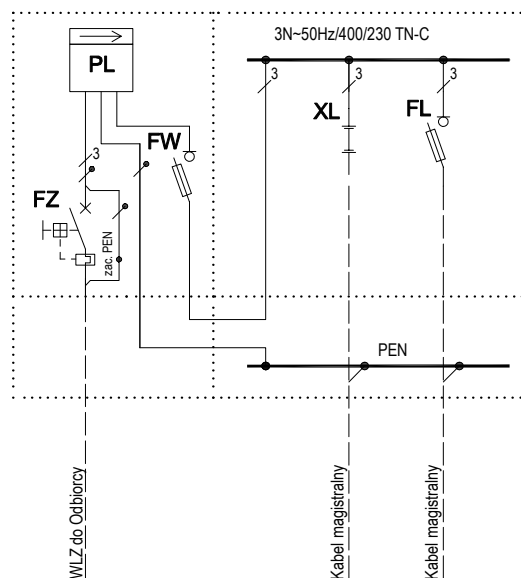 3N~50Hz/400/230 TN-C
PL
3
3
3
XL
FL
FW
3
FZ
zac. PEN
PEN
WLZ do Odbiorcy
Kabel magistralny
Kabel magistralny